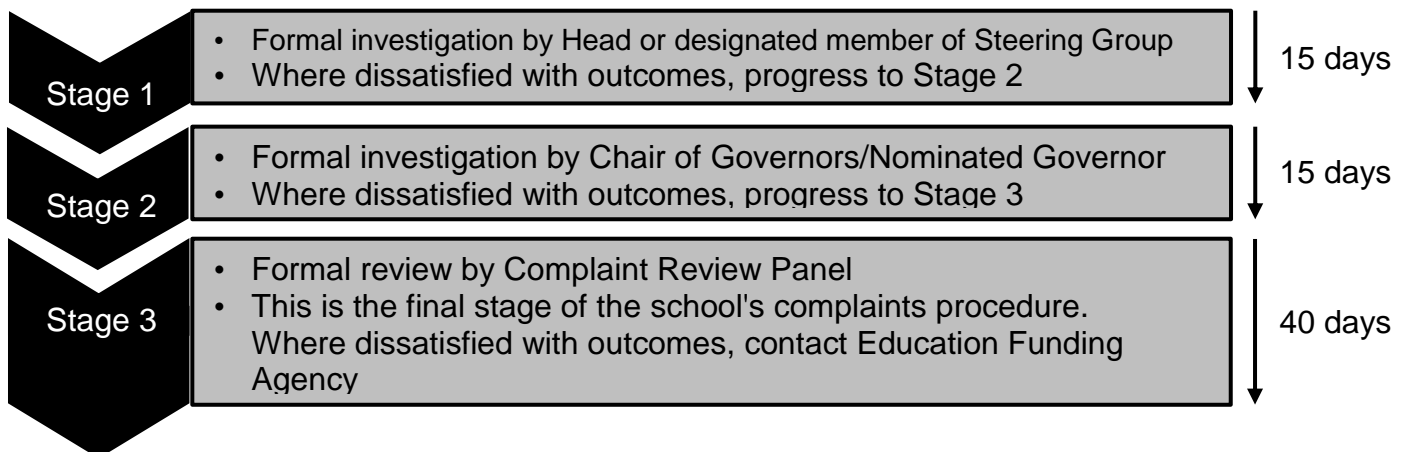 Stage 1
• Formal investigation by Head or designated member of Steering Group
• Where dissatisfied with outcomes, progress to Stage 2
15 days
Stage 2
• Formal investigation by Chair of Governors/Nominated Governor
• Where dissatisfied with outcomes, progress to Stage 3
15 days
Stage 3
• Formal review by Complaint Review Panel
• This is the final stage of the school's complaints procedure.
Where dissatisfied with outcomes, contact Education Funding
Agency
40 days